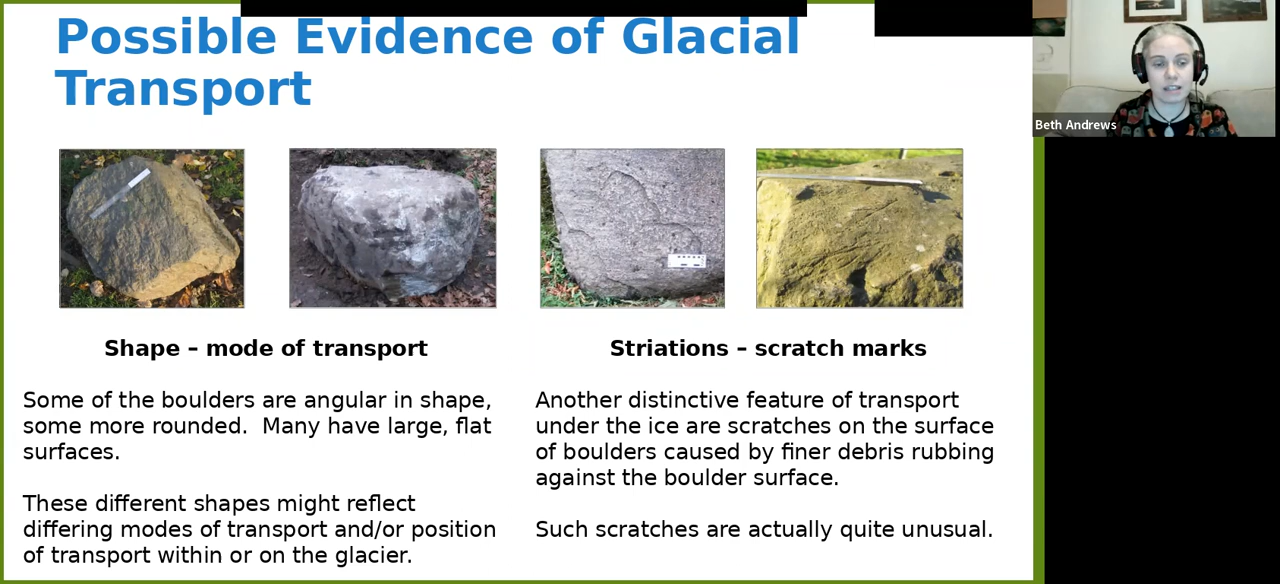 Possible Evidence of Glacial
Transport
Beth Andrews
Shape – mode of transport
Some of the boulders are angular in shape,
some more rounded.  Many have large, flat
surfaces.
These different shapes might reflect
differing modes of transport and/or position
of transport within or on the glacier.
Striations – scratch marks
Another distinctive feature of transport
under the ice are scratches on the surface
of boulders caused by finer debris rubbing
against the boulder surface.
Such scratches are actually quite unusual.